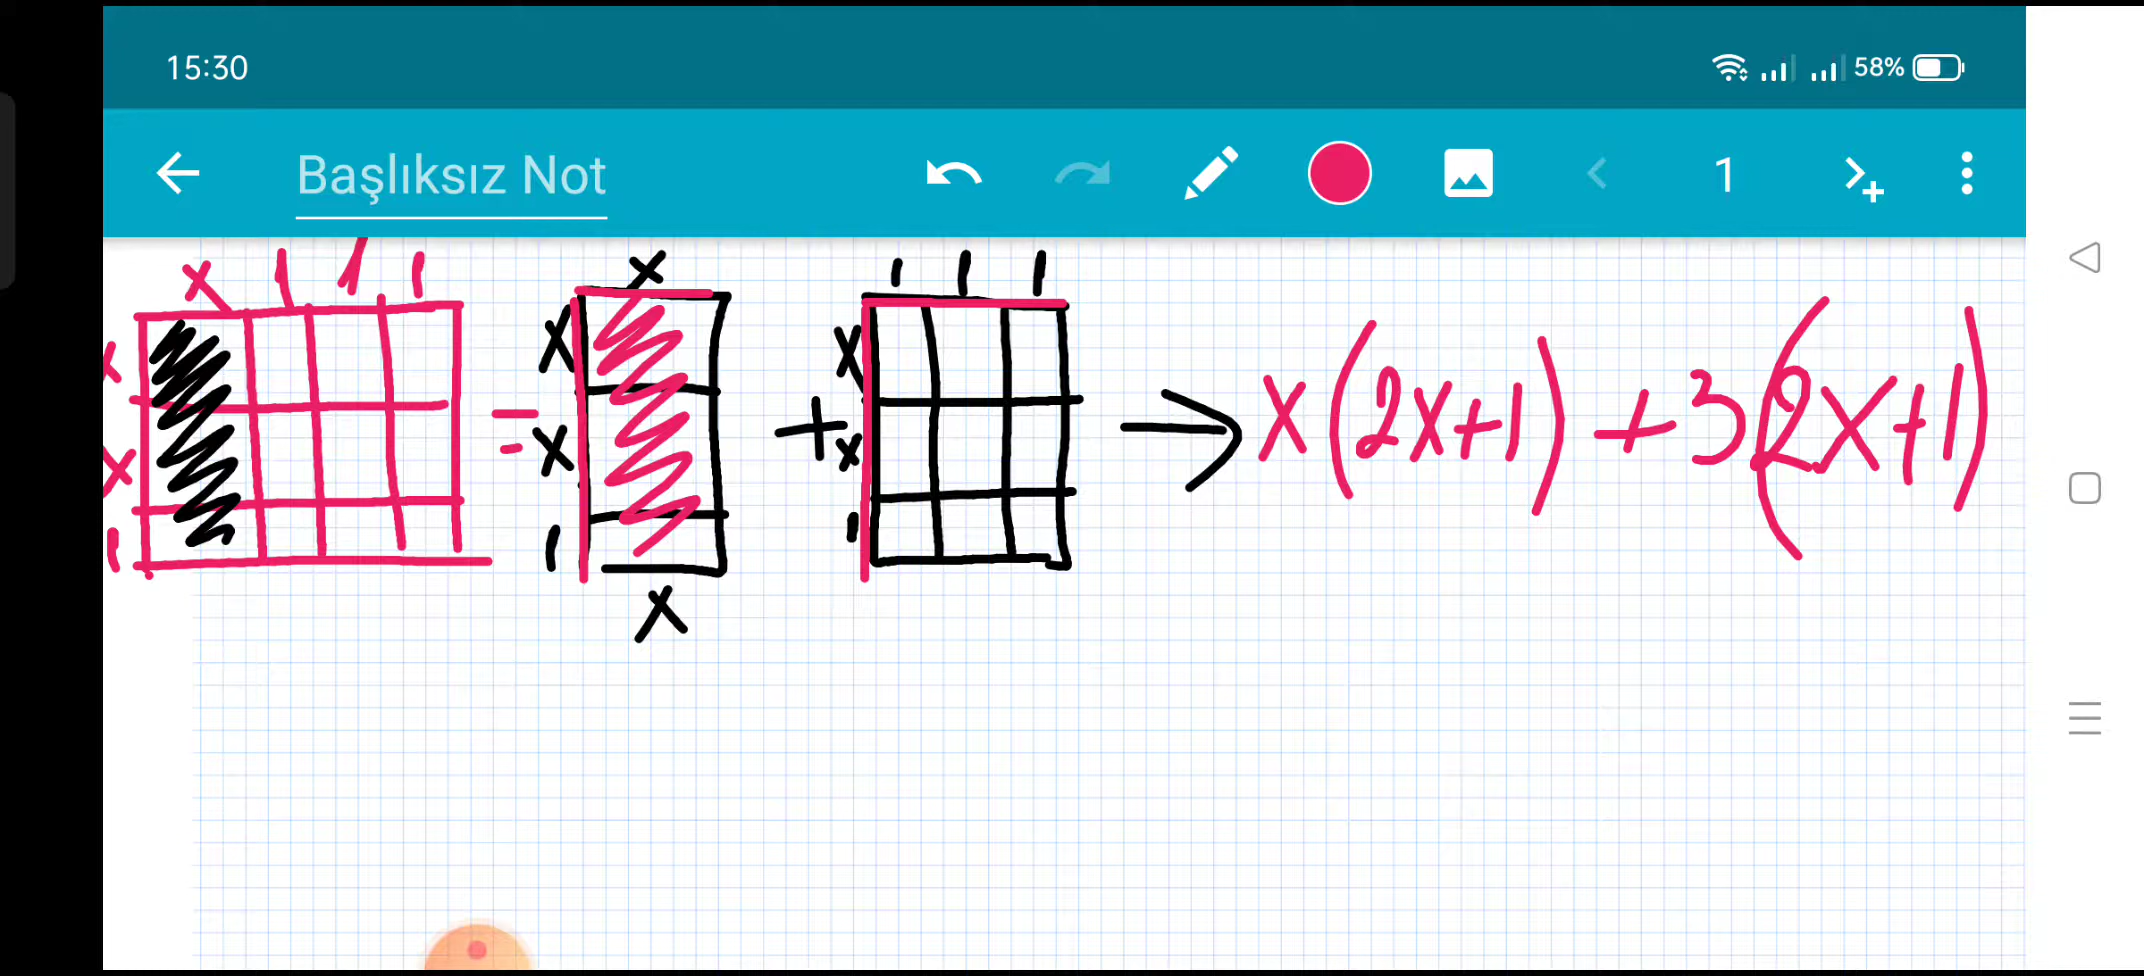 15:30
58%
Başlıksız Not
1
x 1 1 1
x
x
1
=
x
x
x
1
x
+
1 1 1
x
x
1
→ x(2x+1)+3(2x+1)